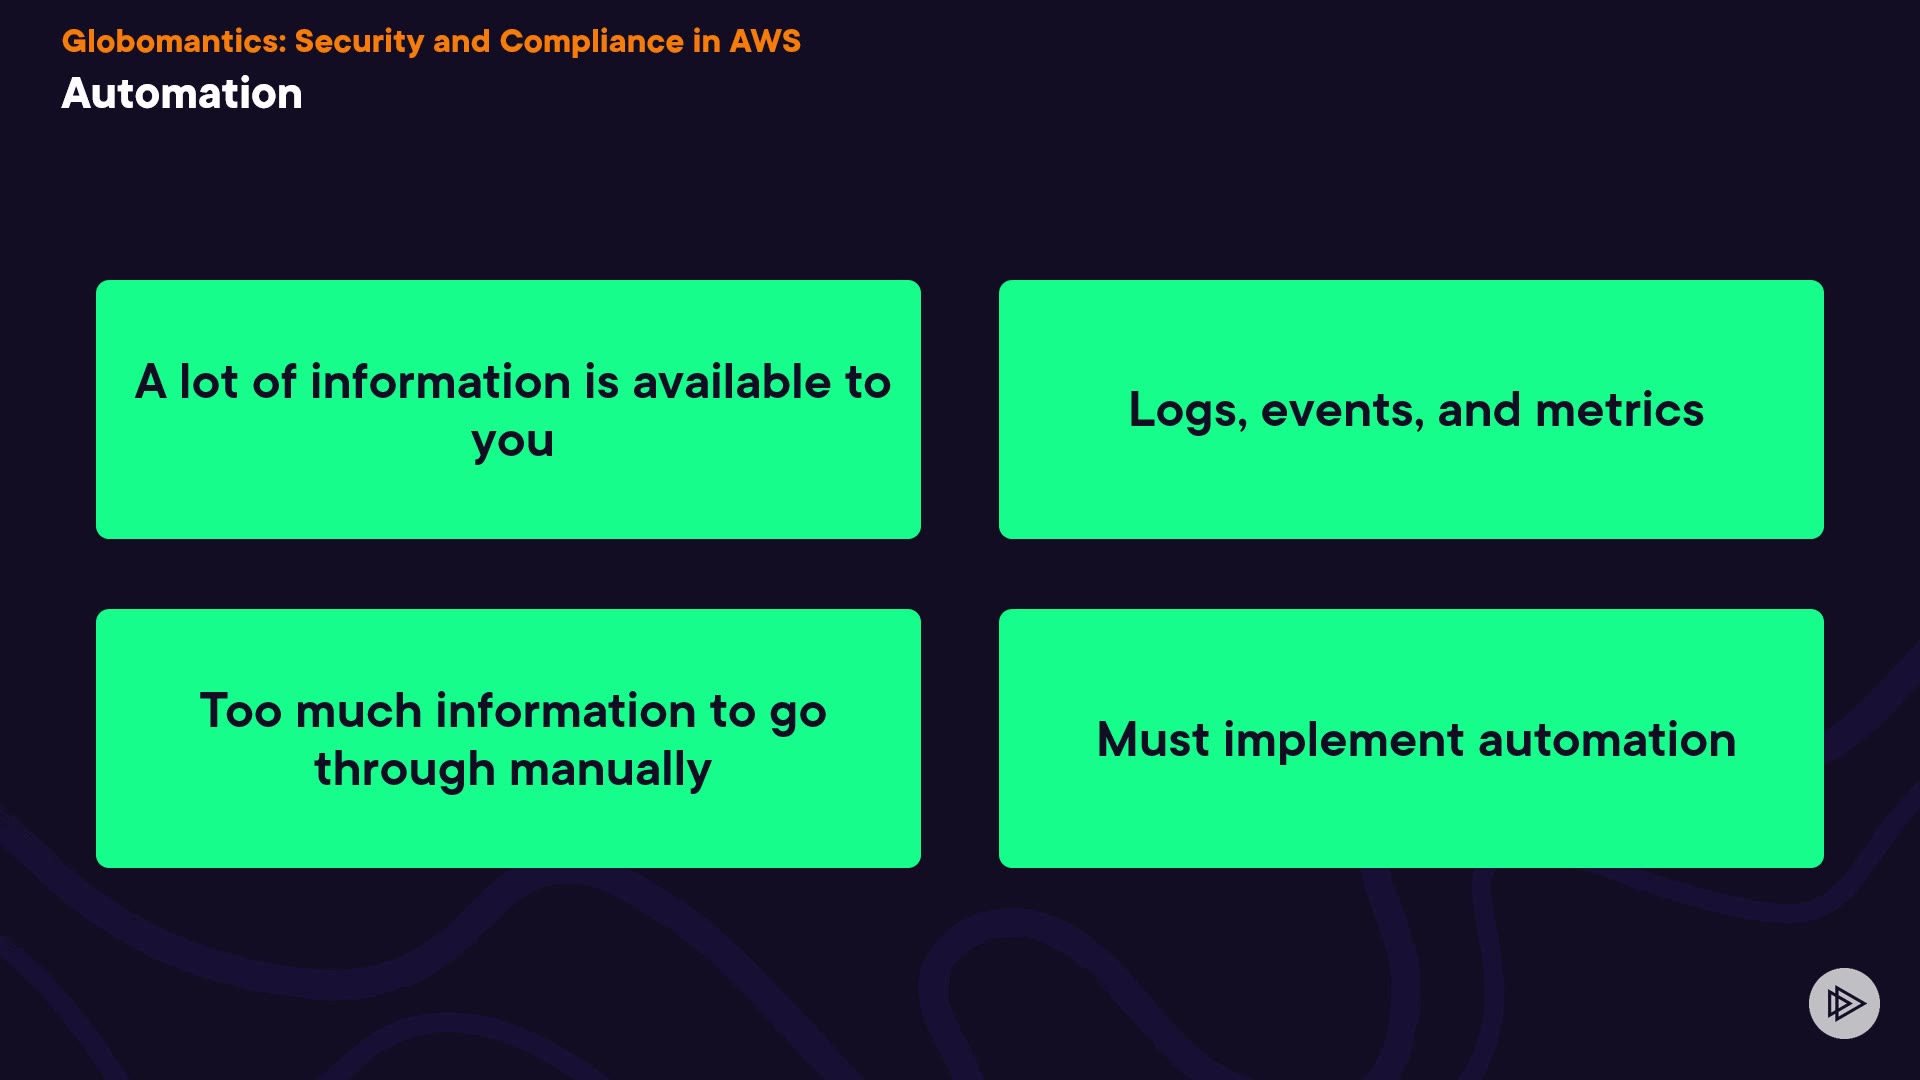 Globomantics: Security and Compliance in AWS
Automation
A lot of information is available to
you
Logs, events, and metrics
Too much information to go
through manually
Must implement automation